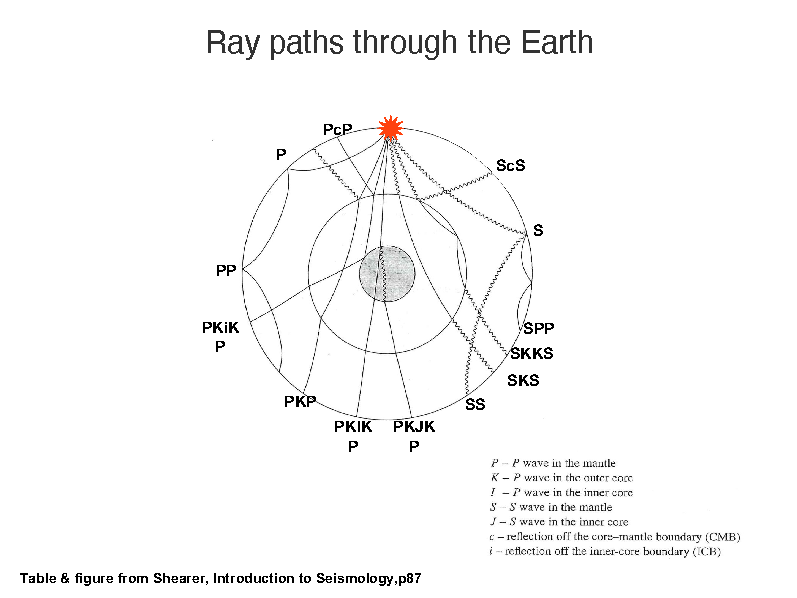 Ray paths through the Earth
PcP
P
ScS
S
PP
PKiK
P
SPP
SKKS
SKS
SS
PKP
PKIK
P
PKJK
P
P – P wave in the mantle
K – P wave in the outer core
I – P wave in the inner core
S – S wave in the mantle
J – S wave in the inner core
c – reflection off the core–mantle boundary (CMB)
i – reflection off the inner-core boundary (ICB)
Table & figure from Shearer, Introduction to Seismology,p87